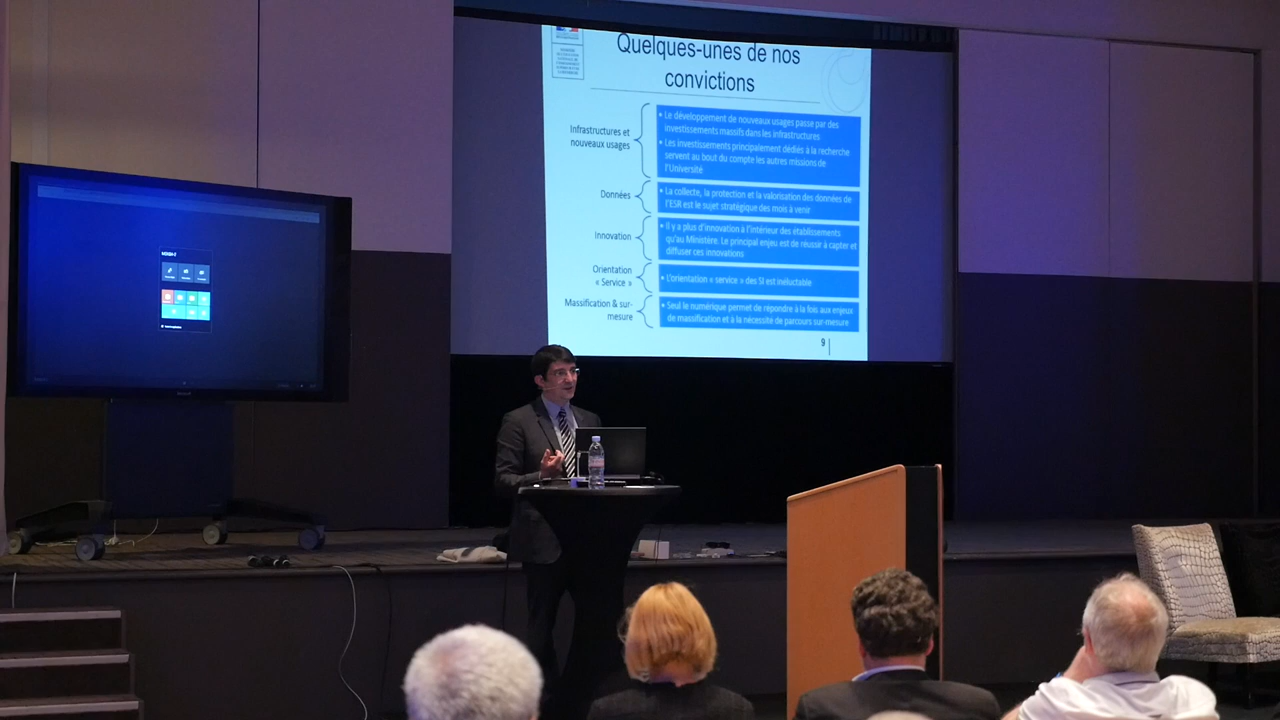 Quelques-unes de nos
convictions
Infrastructures et
nouveaux usages
• Le développement de nouveaux usages passe par des
investissements massifs dans les infrastructures
• Les investissements principalement dédiés à la recherche
servent au bout du compte les autres missions de
l'Université
Données
• La collecte, la protection et la valorisation des données de
l'ESR est le sujet stratégique des mois à venir
Innovation
• Il y a plus d'innovation à l'intérieur des établissements
qu'au Ministère. Le principal enjeu est de réussir à capter et
diffuser ces innovations
Orientation
« Service »
• L'orientation « service » des SI est inéluctable
Massification & sur-
mesure
• Seul le numérique permet de répondre à la fois aux enjeux
de massification et à la nécessité de parcours sur-mesure
9